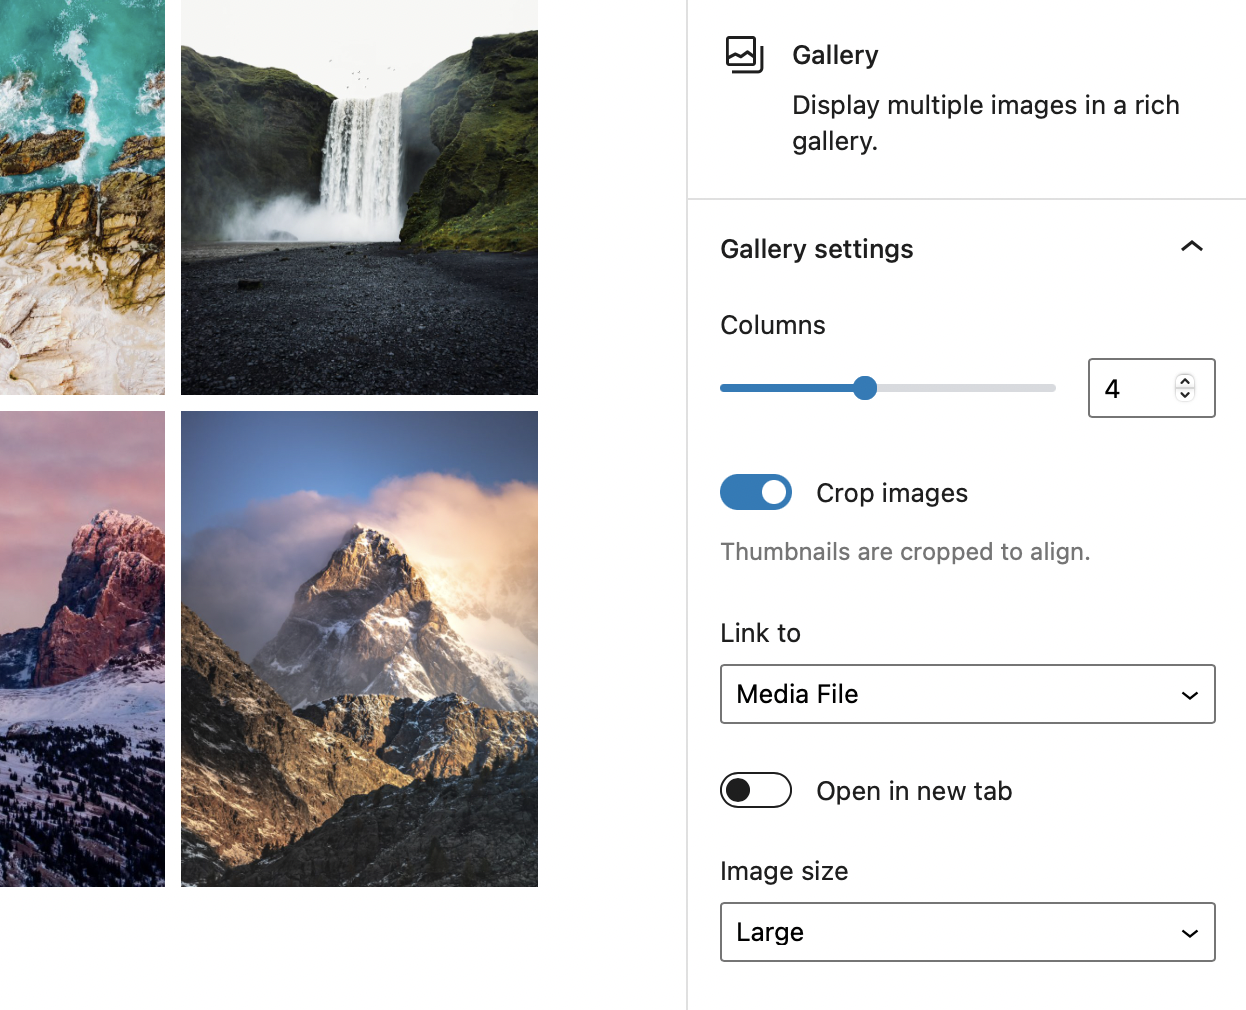 Gallery
Display multiple images in a rich
gallery.
Gallery settings
Columns
4
Crop images
Thumbnails are cropped to align.
Link to
Media File
Open in new tab
Image size
Large